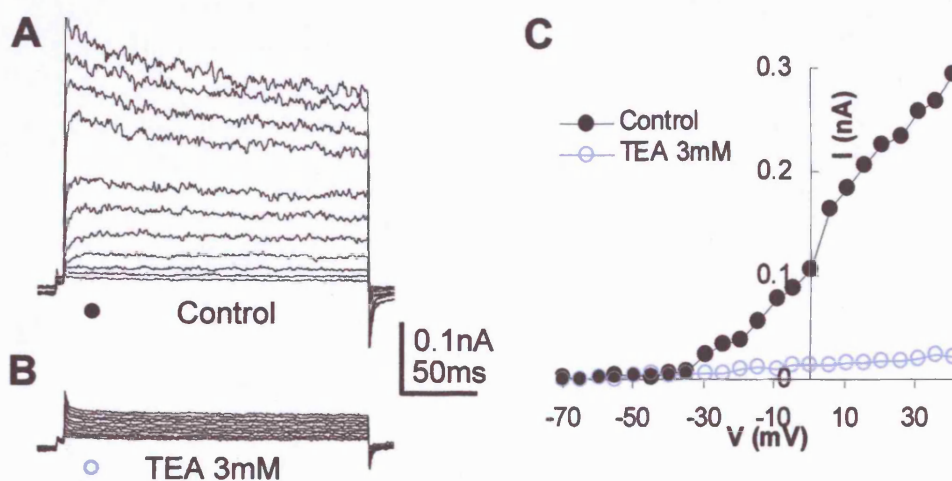 A
Control
0.1nA
50ms
B
TEA 3mM
C
Control
TEA 3mM
I (nA)
0.3
0.2
0.1
0
-70 -50 -30 -10 10 30
V (mV)